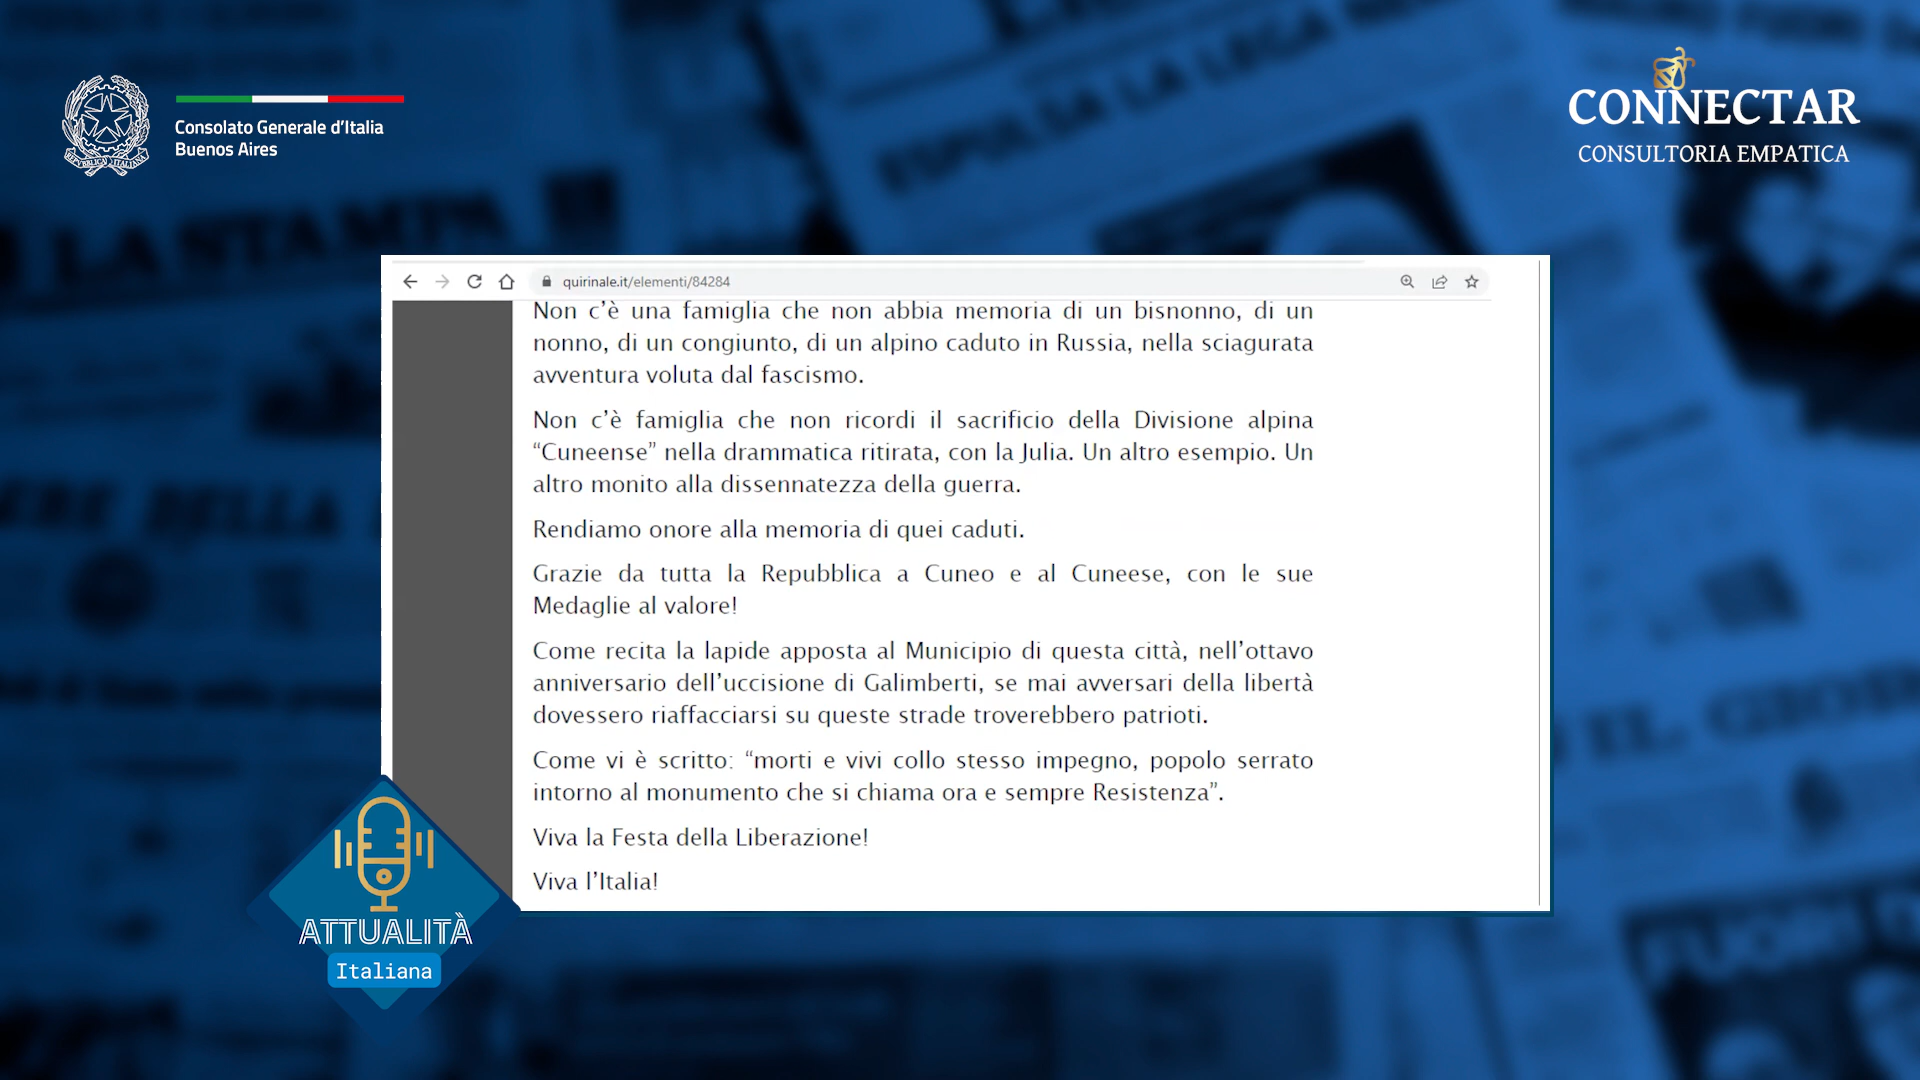 Consolato Generale d'Italia
Buenos Aires
REPVBBLICA ITALIANA
CONNECTAR
CONSULTORIA EMPATICA
ESPULSA LA LEGA
LA STAMPA
quirinale.it/elementi/84284
Non c’è una famiglia che non abbia memoria di un bisnonno, di un
nonno, di un congiunto, di un alpino caduto in Russia, nella sciagurata
avventura voluta dal fascismo.
Non c’è famiglia che non ricordi il sacrificio della Divisione alpina
“Cuneense” nella drammatica ritirata, con la Julia. Un altro esempio. Un
altro monito alla dissennatezza della guerra.
Rendiamo onore alla memoria di quei caduti.
Grazie da tutta la Repubblica a Cuneo e al Cuneese, con le sue
Medaglie al valore!
Come recita la lapide apposta al Municipio di questa città, nell’ottavo
anniversario dell’uccisione di Galimberti, se mai avversari della libertà
dovessero riaffacciarsi su queste strade troverebbero patrioti.
Come vi è scritto: “morti e vivi collo stesso impegno, popolo serrato
intorno al monumento che si chiama ora e sempre Resistenza”.
Viva la Festa della Liberazione!
Viva l’Italia!
ATTUALITÀ
Italiana